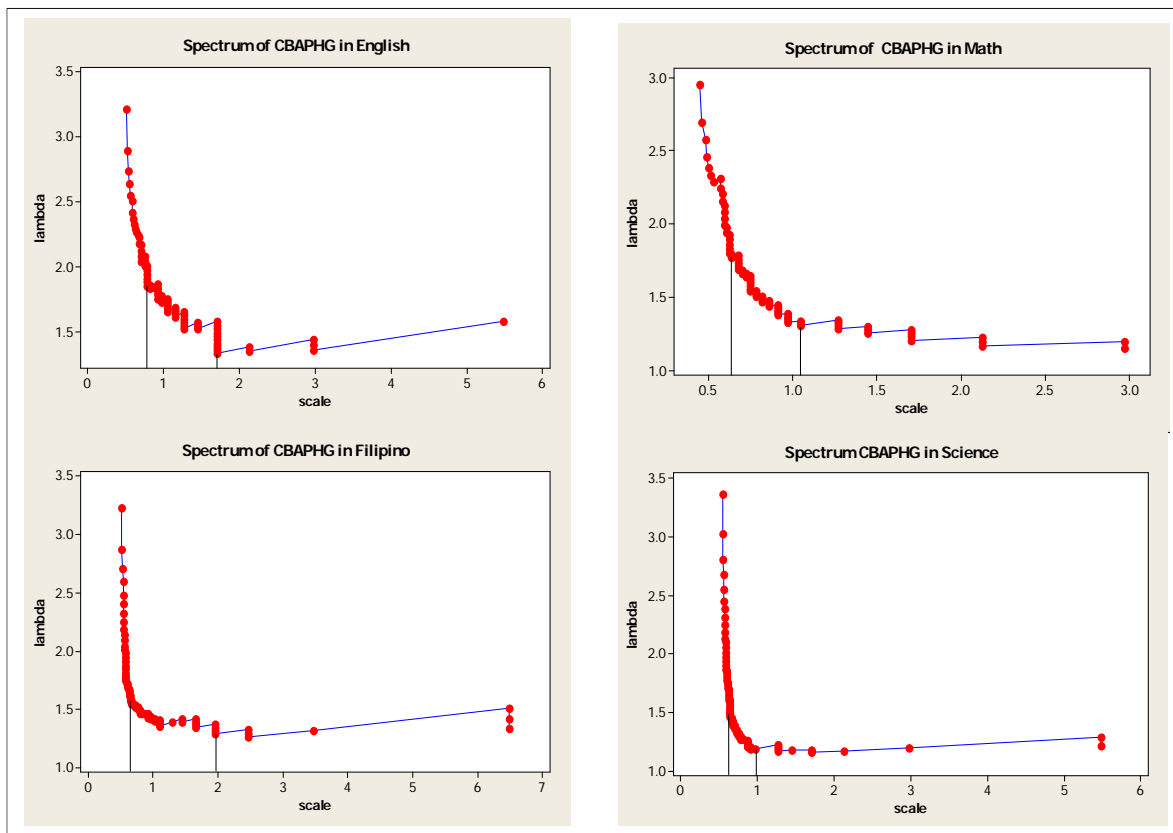 Spectrum of CBAPHG in English
3.5
3.0
2.5
2.0
1.5
lambda
0 1 2 3 4 5 6
scale
Spectrum of CBAPHG in Math
3.0
2.5
2.0
1.5
1.0
lambda
0.5 1.0 1.5 2.0 2.5 3.0
scale
Spectrum of CBAPHG in Filipino
3.5
3.0
2.5
2.0
1.5
1.0
lambda
0 1 2 3 4 5 6 7
scale
Spectrum CBAPHG in Science
3.5
3.0
2.5
2.0
1.5
1.0
lambda
0 1 2 3 4 5 6
scale